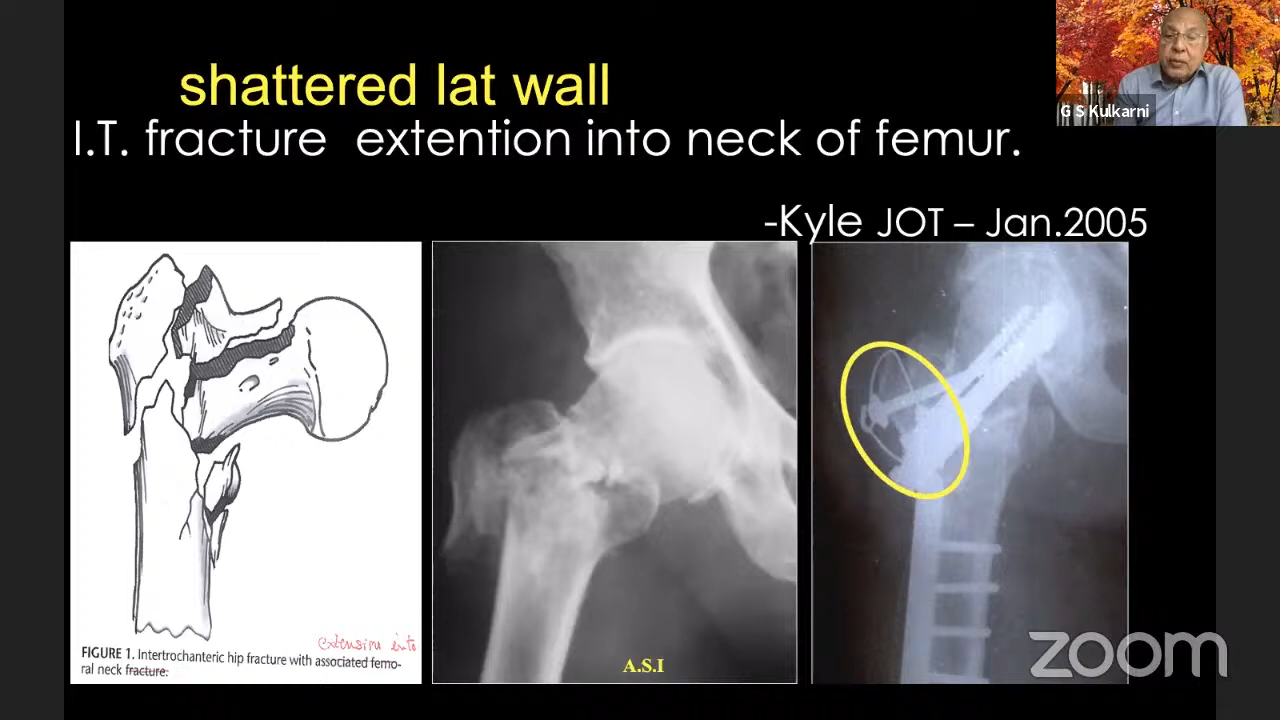 shattered lat wall
I.T. fracture extention into neck of femur.
-Kyle JOT – Jan.2005
G S Kulkarni
extension into
FIGURE 1. Intertrochanteric hip fracture with associated femo-
ral neck fracture.
A.S.I
zoom